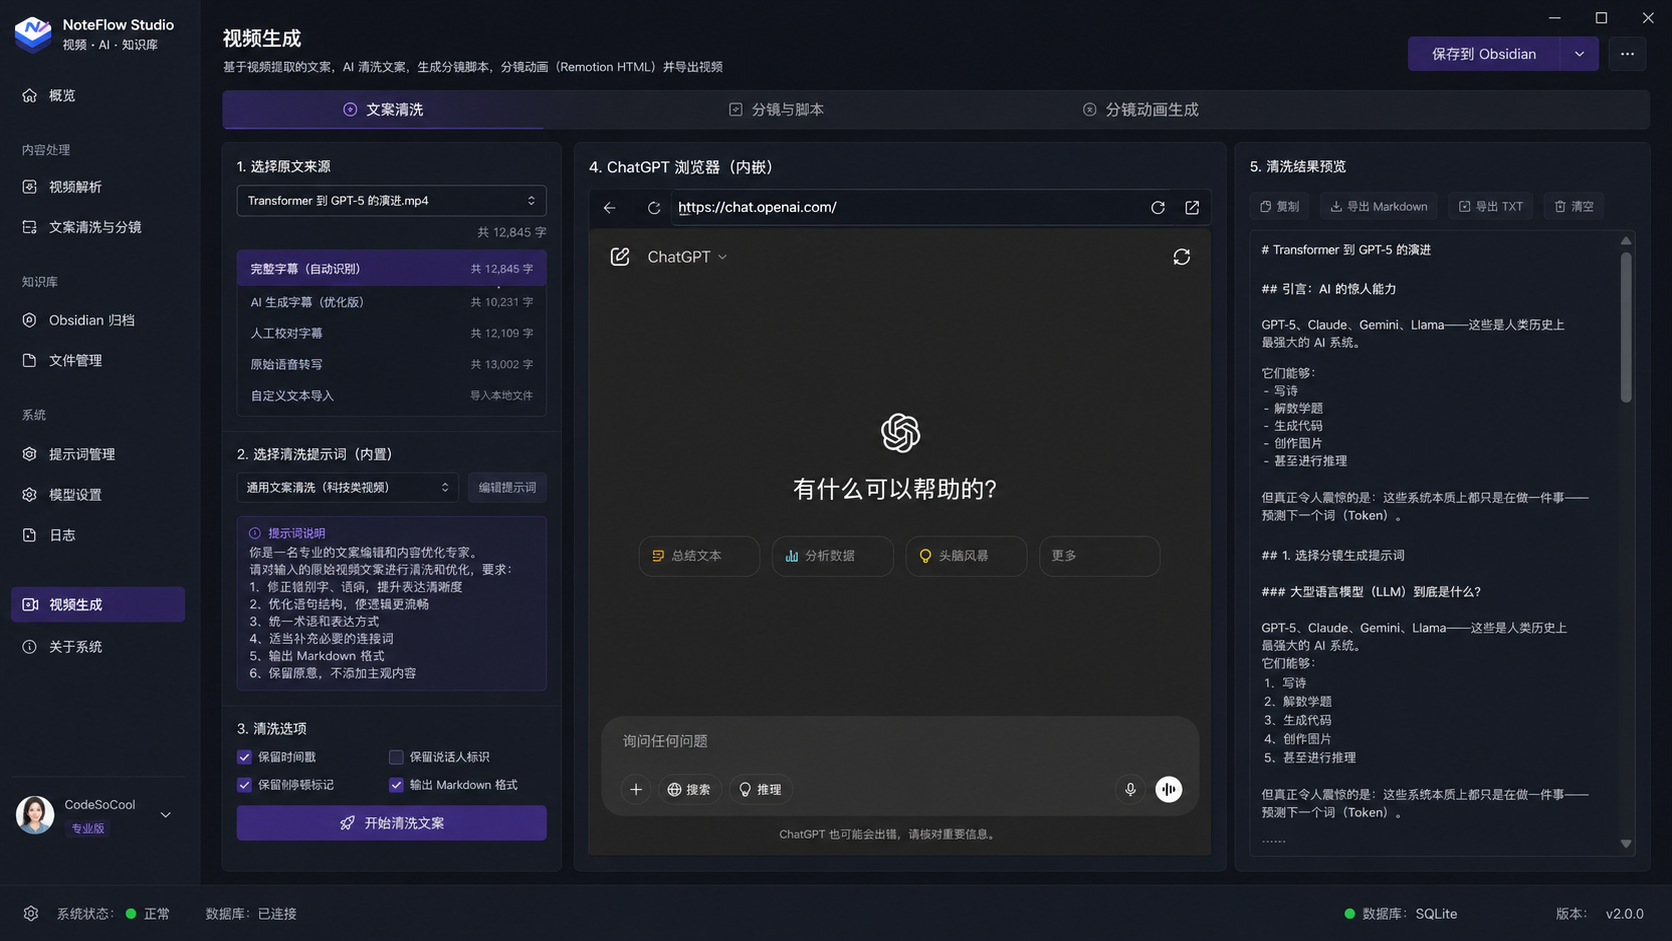 NoteFlow Studio
视频・AI・知识库
概览
内容处理
视频解析
文案清洗与分镜
知识库
Obsidian 归档
文件管理
系统
提示词管理
模型设置
日志
视频生成
关于系统
CodeSoCool
专业版
视频生成
基于视频提取的文案，AI 清洗文案，生成分镜脚本，分镜动画（Remotion HTML）并导出视频
保存到 Obsidian
文案清洗
分镜与脚本
分镜动画生成
1. 选择原文来源
Transformer 到 GPT-5 的演进.mp4
共 12,845 字
完整字幕（自动识别） 共 12,845 字
AI 生成字幕（优化版） 共 10,231 字
人工校对字幕 共 12,109 字
原始语音转写 共 13,002 字
自定义文本导入 导入本地文件
2. 选择清洗提示词（内置）
通用文案清洗（科技类视频） 编辑提示词
提示词说明
你是一名专业的文案编辑和内容优化专家。
请对输入的原始视频文案进行清洗和优化，要求：
1、修正错别字、语病，提升表达清晰度
2、优化语句结构，使逻辑更流畅
3、统一术语和表达方式
4、适当补充必要的连接词
5、输出 Markdown 格式
6、保留原意，不添加主观内容
3. 清洗选项
保留时间戳 保留说话人标识
保留停顿标记 输出 Markdown 格式
开始清洗文案
4. ChatGPT 浏览器（内嵌）
https://chat.openai.com/
ChatGPT
有什么可以帮助的?
总结文本 分析数据 头脑风暴 更多
询问任何问题
搜索 推理
ChatGPT 也可能会出错，请核对重要信息。
5. 清洗结果预览
复制 导出 Markdown 导出 TXT 清空
# Transformer 到 GPT-5 的演进
## 引言：AI 的惊人能力
GPT-5、Claude、Gemini、Llama——这些是人类历史上
最强大的 AI 系统。
它们能够：
- 写诗
- 解数学题
- 生成代码
- 创作图片
- 甚至进行推理
但真正令人震惊的是：这些系统本质上都只是在做一件事——
预测下一个词（Token）。
## 1. 选择分镜生成提示词
### 大型语言模型（LLM）到底是什么?
GPT-5、Claude、Gemini、Llama——这些是人类历史上
最强大的 AI 系统。
它们能够：
1、写诗
2、解数学题
3、生成代码
4、创作图片
5、甚至进行推理
但真正令人震惊的是：这些系统本质上都只是在做一件事——
预测下一个词（Token）。
......
系统状态： 正常 数据库：已连接
数据库： SQLite 版本： v2.0.0